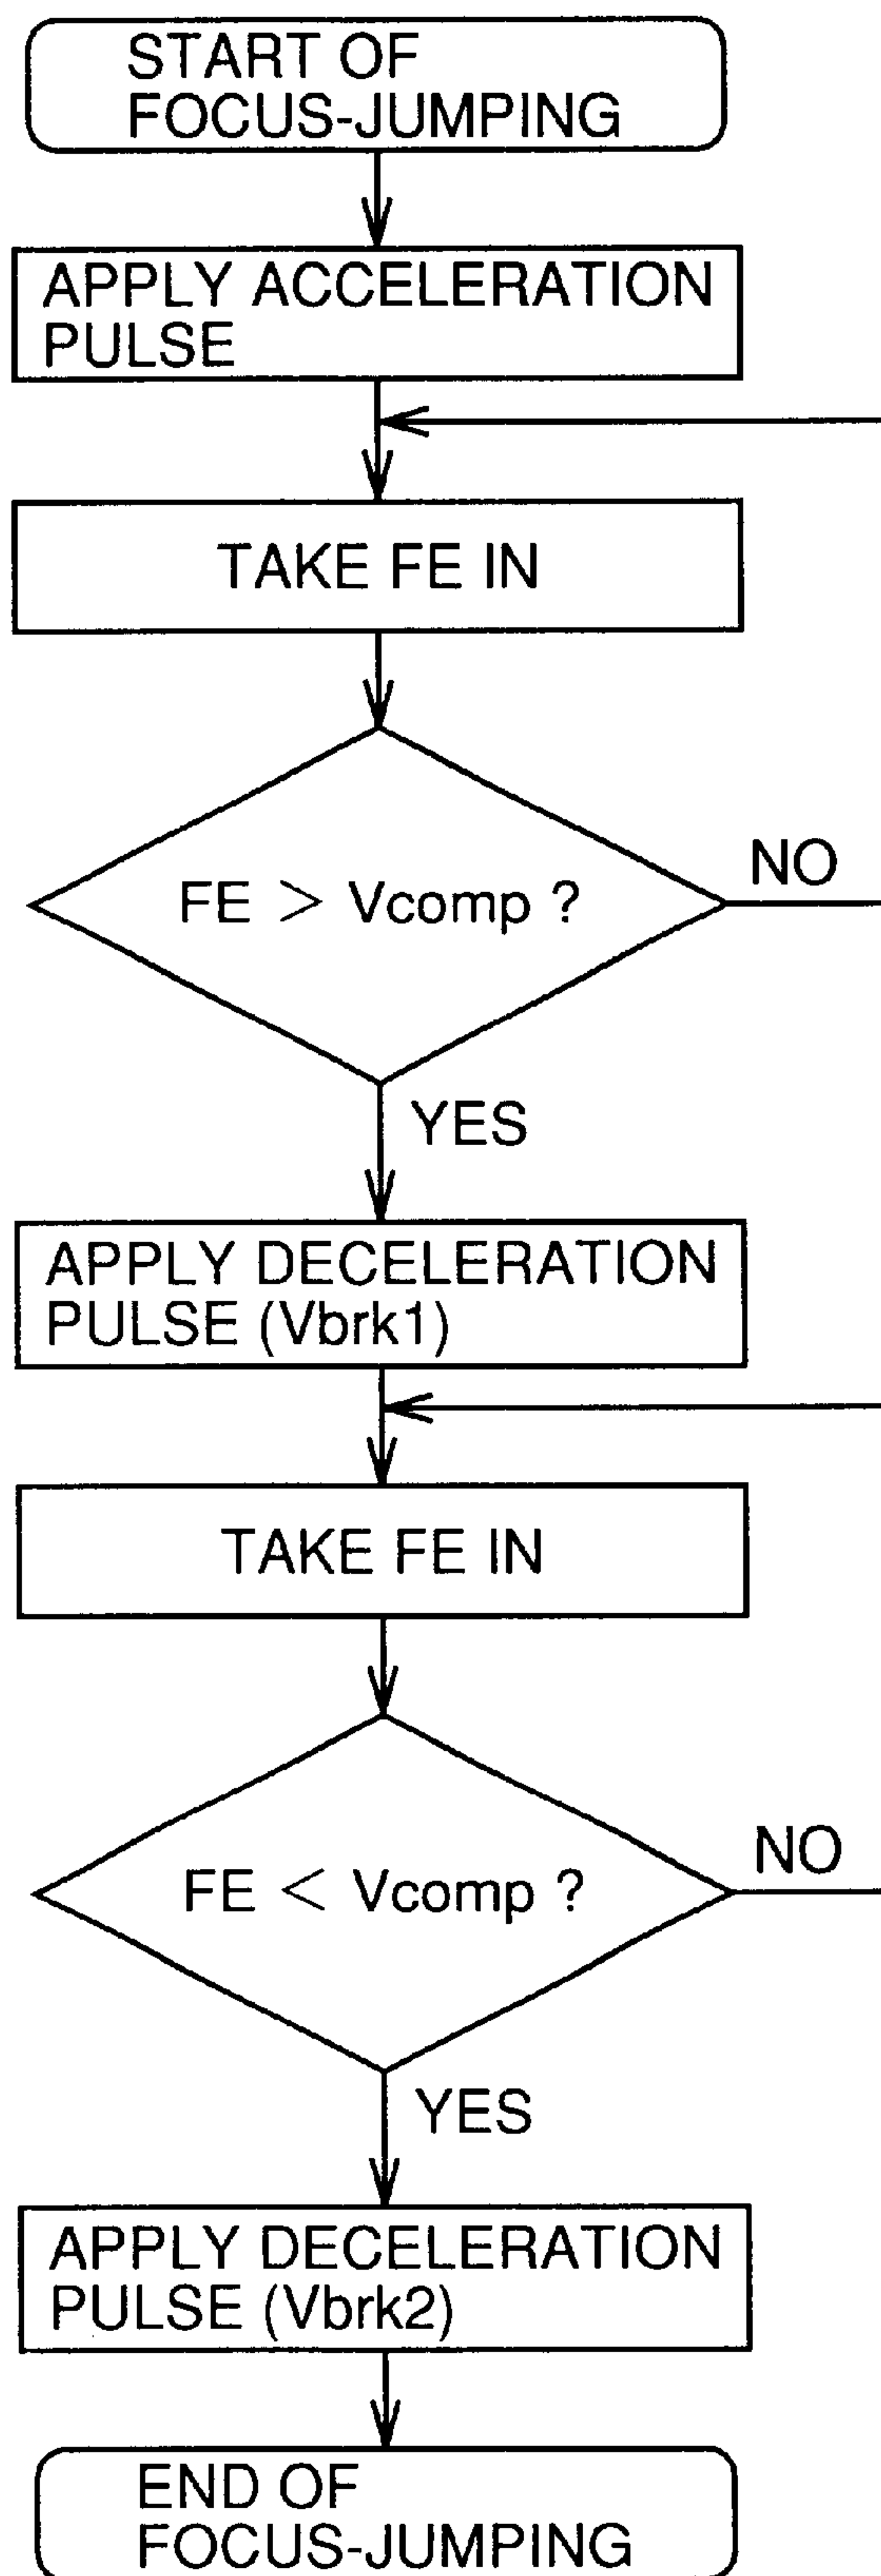 START OF
FOCUS-JUMPING
APPLY ACCELERATION
PULSE
TAKE FE IN
FE > Vcomp ?
NO
YES
APPLY DECELERATION
PULSE (Vbrk1)
TAKE FE IN
FE < Vcomp ?
NO
YES
APPLY DECELERATION
PULSE (Vbrk2)
END OF
FOCUS-JUMPING